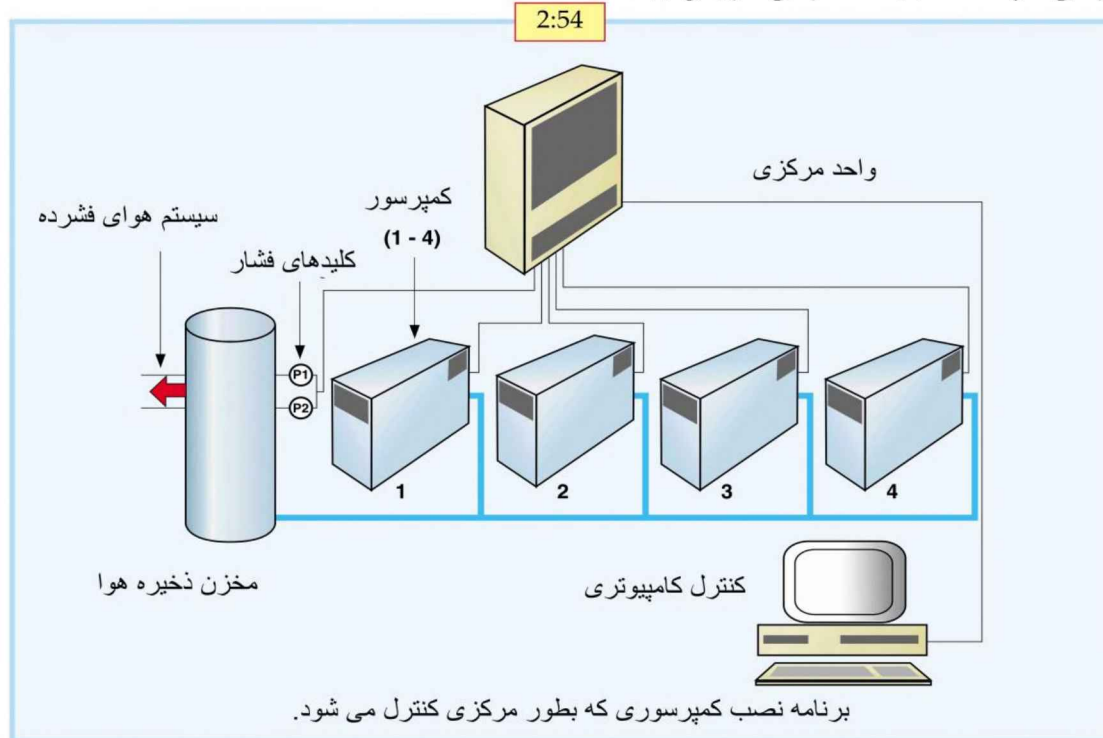 2:54
واحد مرکزی
کمپرسور
(1 - 4)
سیستم هوای فشرده
کلیدهای فشار
P1
P2
1
2
3
4
مخزن ذخیره هوا
کنترل کامپیوتری
برنامه نصب کمپرسوری که بطور مرکزی کنترل می شود.